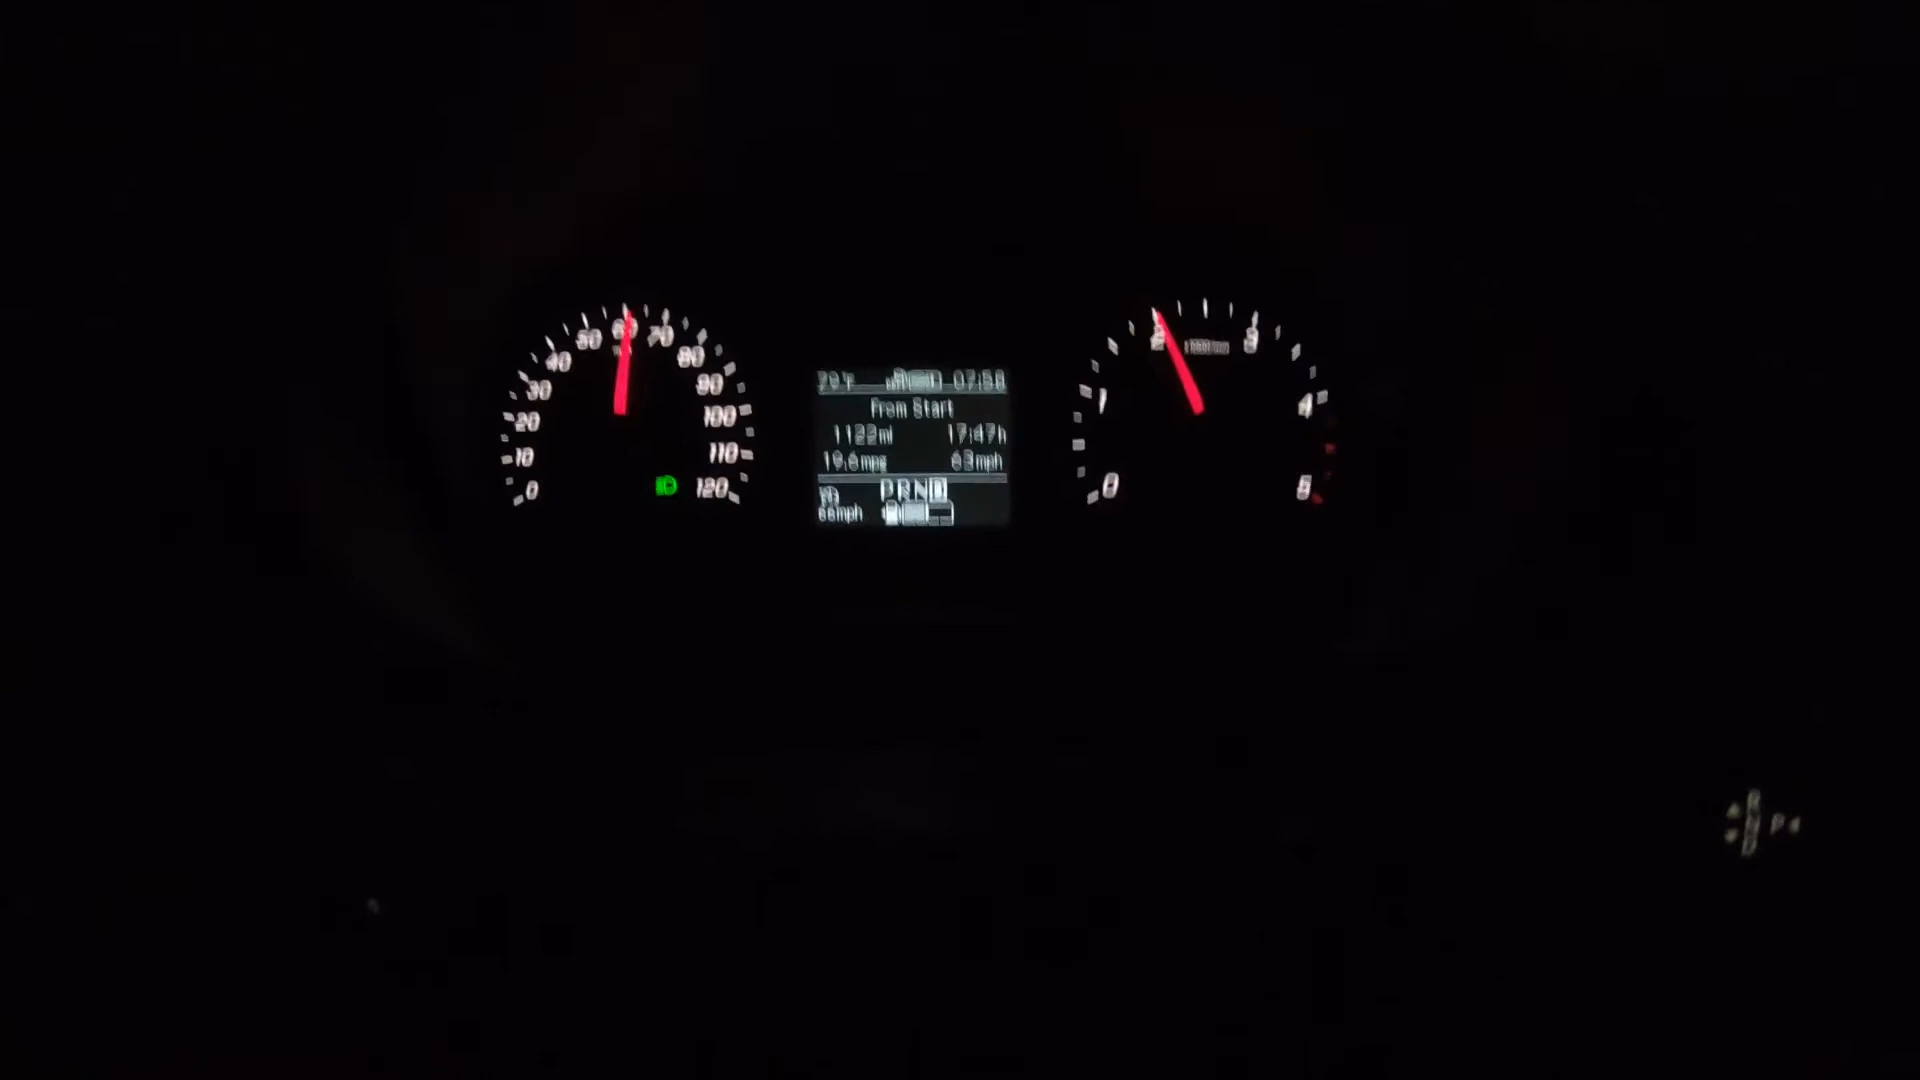 0 10 20 30 40 50 60 70 80 90 100 110 120
70°F 07:58
From Start
1122mi 17:47h
19.6mpg 63mph
PRND
66mph
0 1 2 3 4 5
R
N
D
P